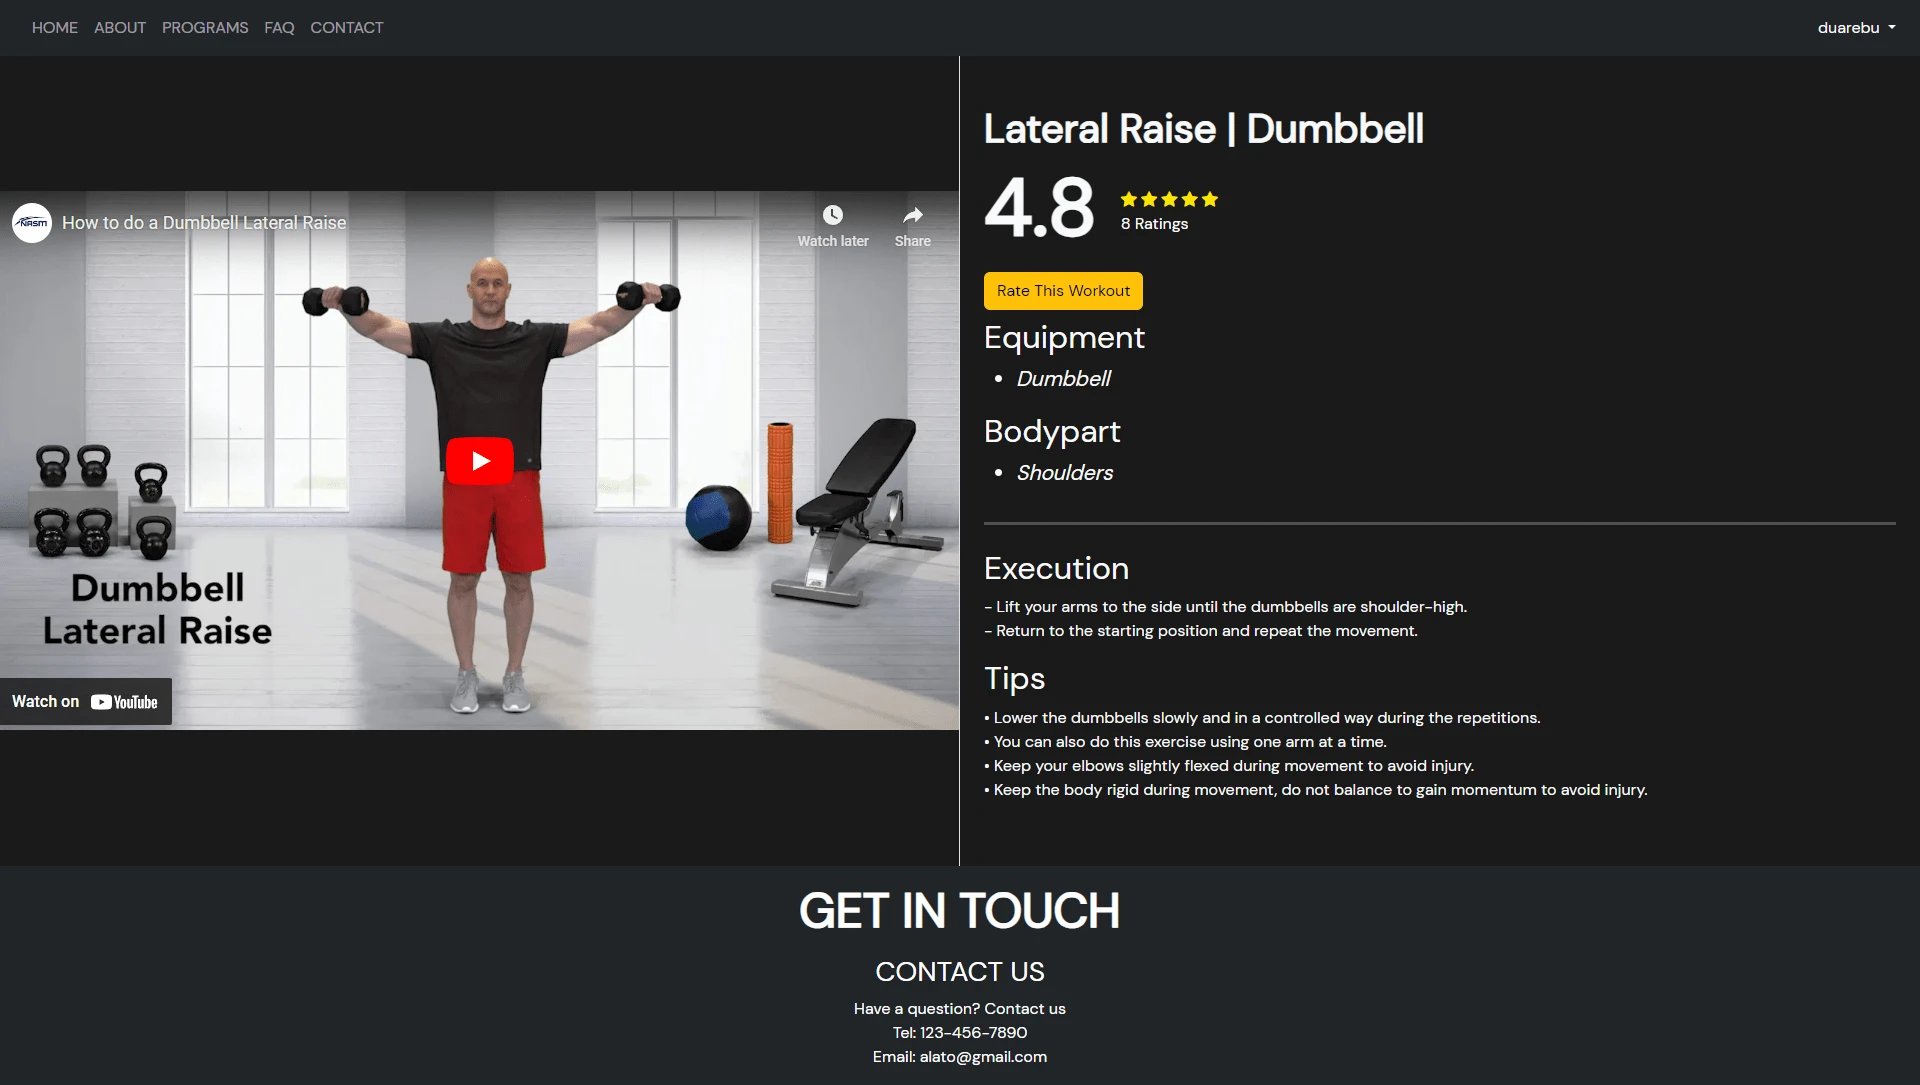 HOME ABOUT PROGRAMS FAQ CONTACT
duarebu
NASM
How to do a Dumbbell Lateral Raise
Watch later
Share
Dumbbell
Lateral Raise
Watch on YouTube
Lateral Raise | Dumbbell
4.8
8 Ratings
Rate This Workout
Equipment
• Dumbbell
Bodypart
• Shoulders
Execution
- Lift your arms to the side until the dumbbells are shoulder-high.
- Return to the starting position and repeat the movement.
Tips
• Lower the dumbbells slowly and in a controlled way during the repetitions.
• You can also do this exercise using one arm at a time.
• Keep your elbows slightly flexed during movement to avoid injury.
• Keep the body rigid during movement, do not balance to gain momentum to avoid injury.
GET IN TOUCH
CONTACT US
Have a question? Contact us
Tel: 123-456-7890
Email: alato@gmail.com